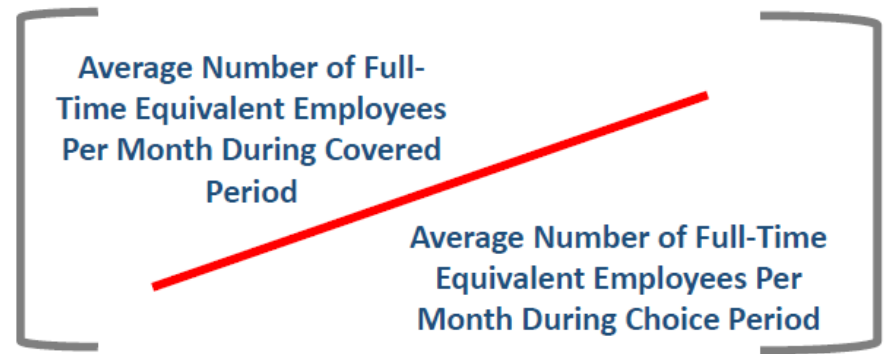 Average Number of Full-
Time Equivalent Employees
Per Month During Covered
Period
Average Number of Full-Time
Equivalent Employees Per
Month During Choice Period